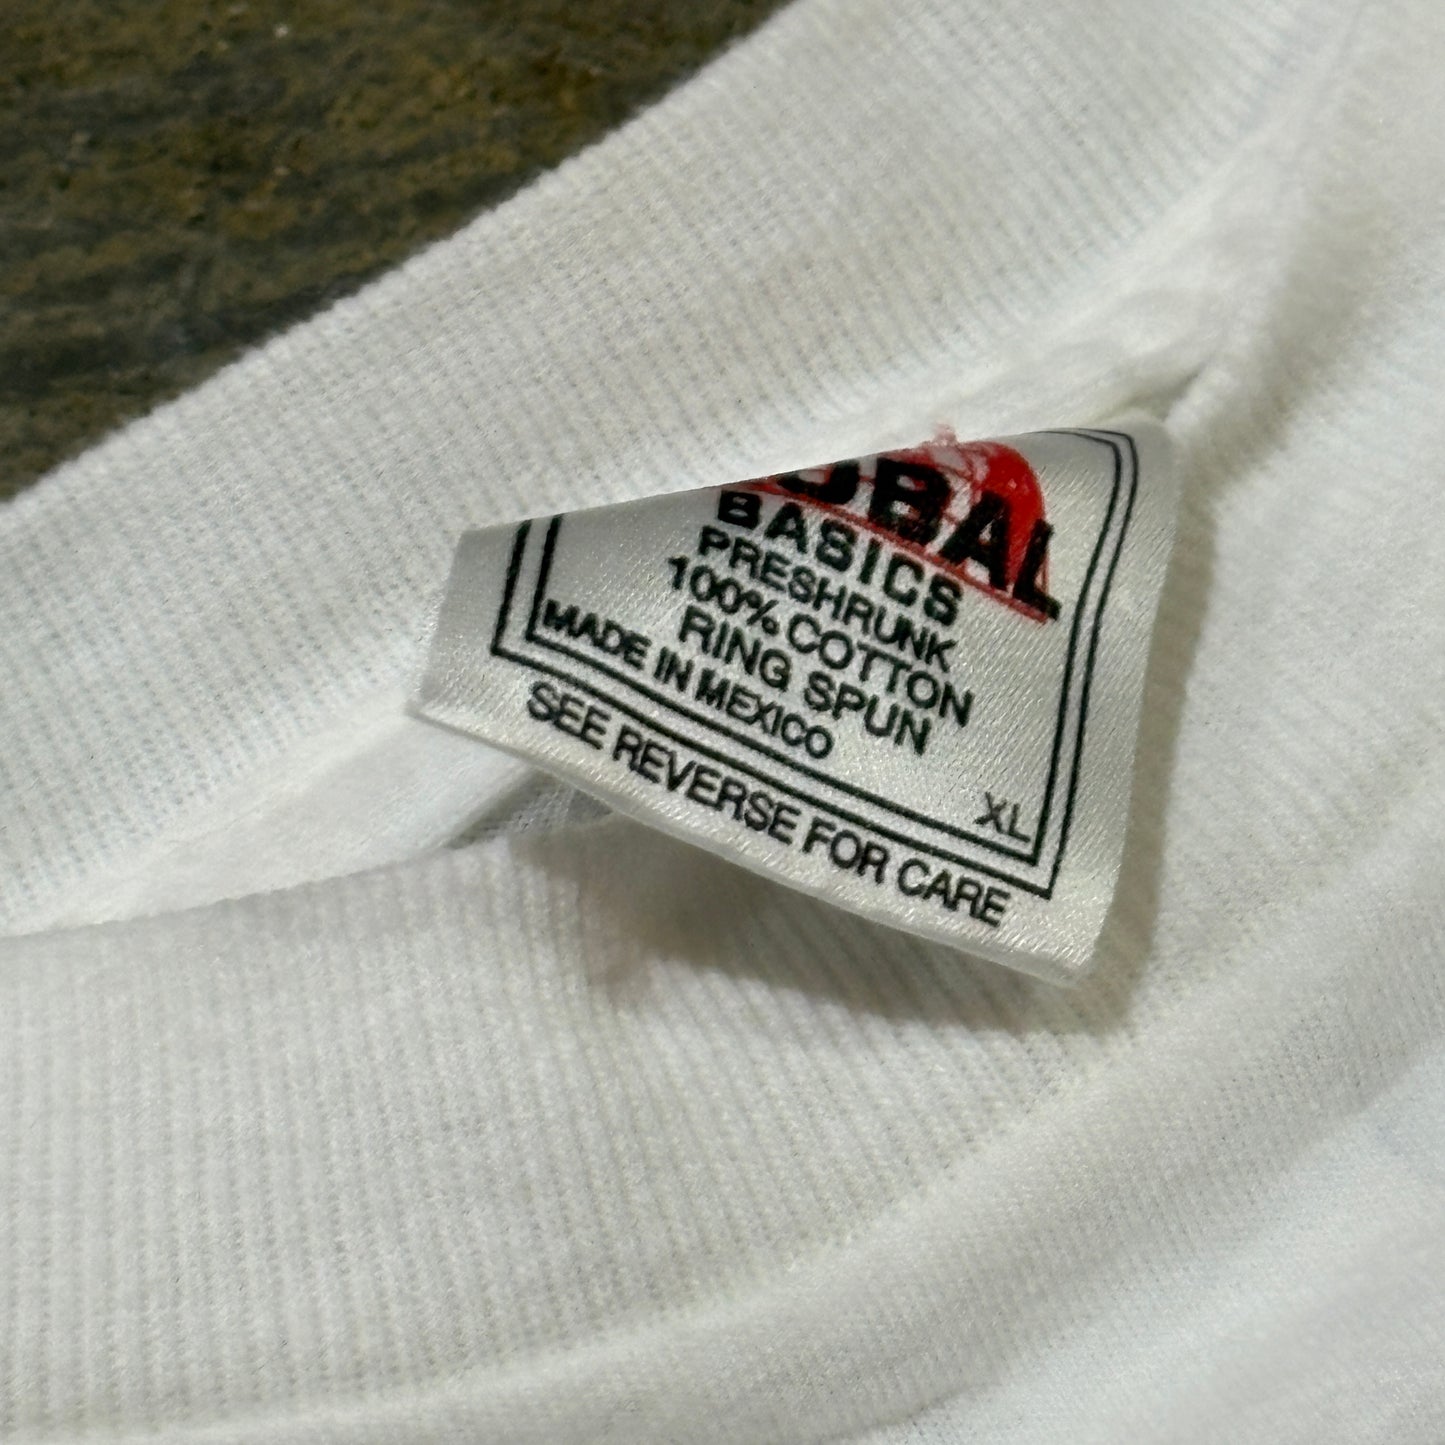 OBAL
BASICS
PRESHRUNK
100% COTTON
RING SPUN
MADE IN MEXICO
XL
SEE REVERSE FOR CARE